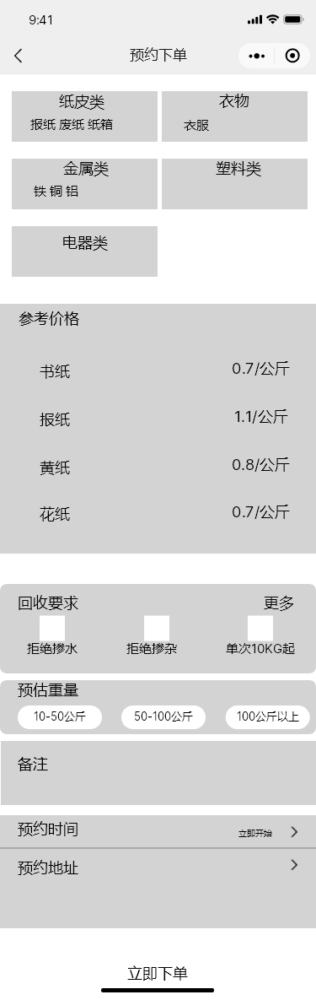 9:41
预约下单
纸皮类
报纸 废纸 纸箱
衣物
衣服
金属类
铁 铜 铝
塑料类
电器类
参考价格
书纸 0.7/公斤
报纸 1.1/公斤
黄纸 0.8/公斤
花纸 0.7/公斤
回收要求 更多
拒绝掺水 拒绝掺杂 单次10KG起
预估重量
10-50公斤 50-100公斤 100公斤以上
备注
预约时间 立即开始
预约地址
立即下单